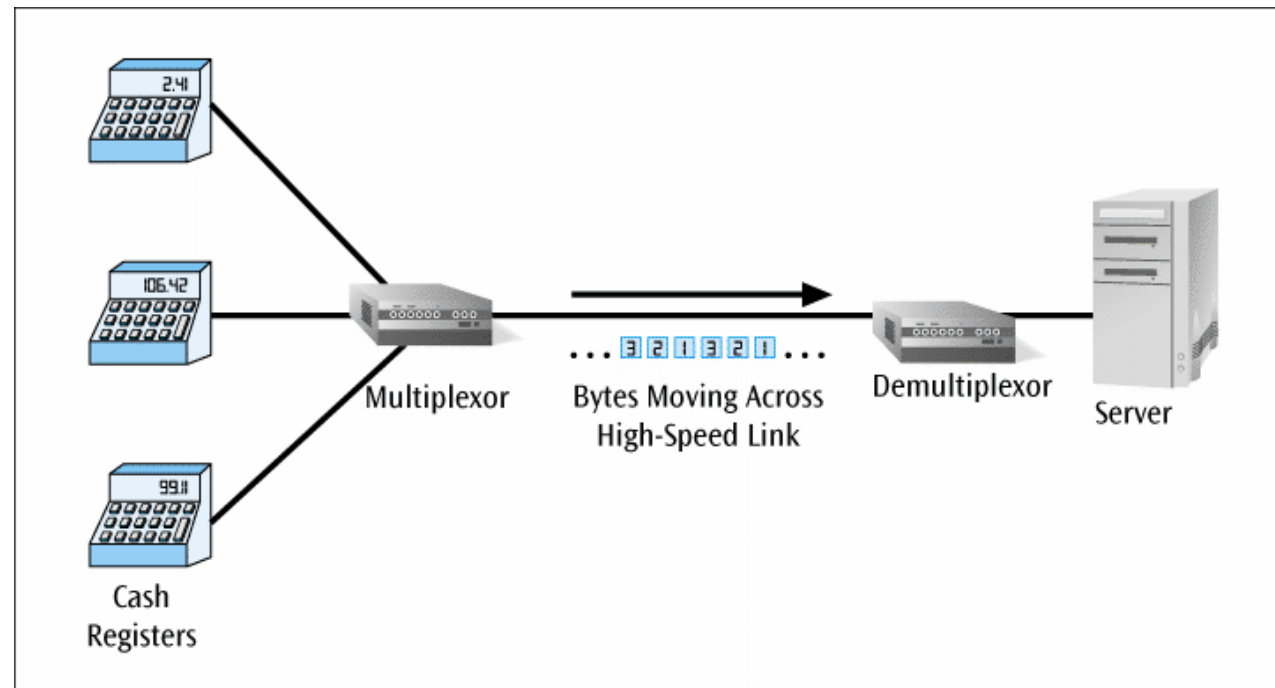 2.41
106.42
99.11
Cash
Registers
Multiplexor
... 3 2 1 3 2 1 ...
Bytes Moving Across
High-Speed Link
Demultiplexor
Server